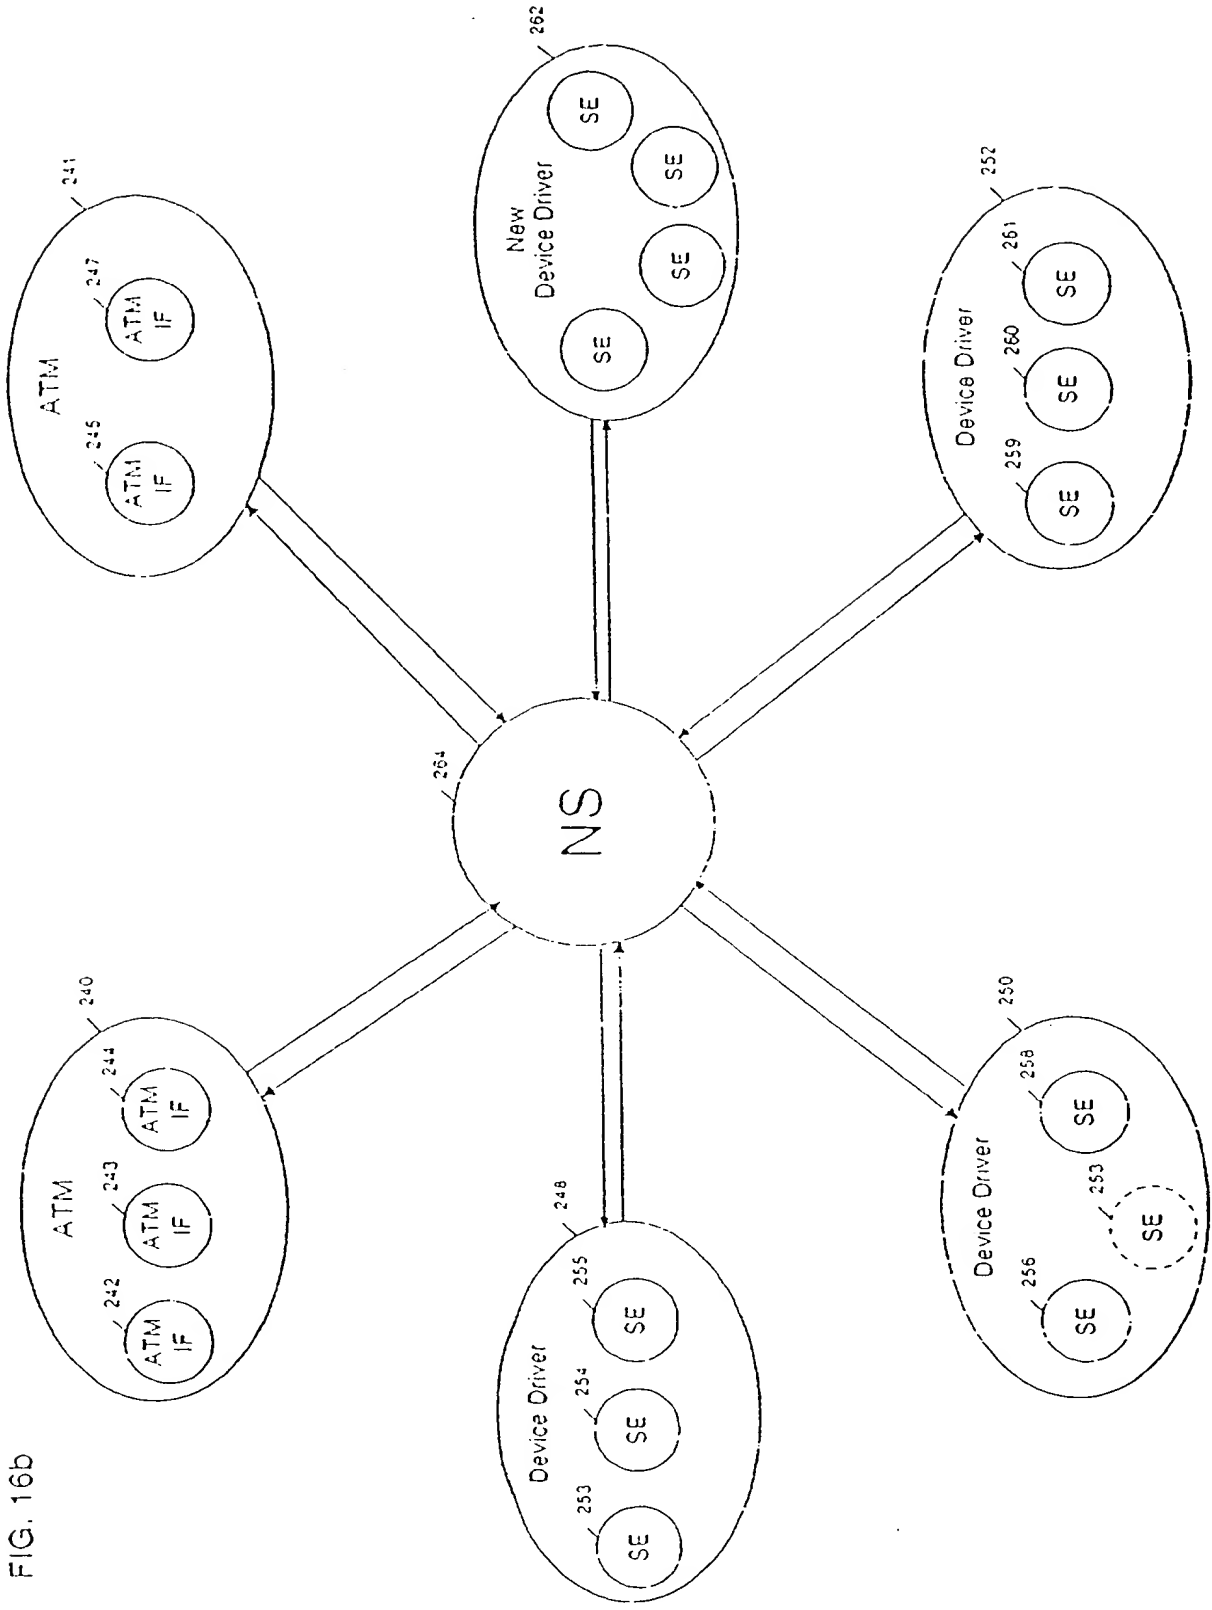 FIG. 16b
240
ATM
242
243
244
ATM
IF
ATM
IF
ATM
IF
241
ATM
245
247
ATM
IF
ATM
IF
248
Device Driver
253
254
255
SE
SE
SE
264
NS
262
New
Device Driver
SE
SE
SE
SE
250
Device Driver
256
258
SE
SE
253
SE
252
Device Driver
259
260
261
SE
SE
SE